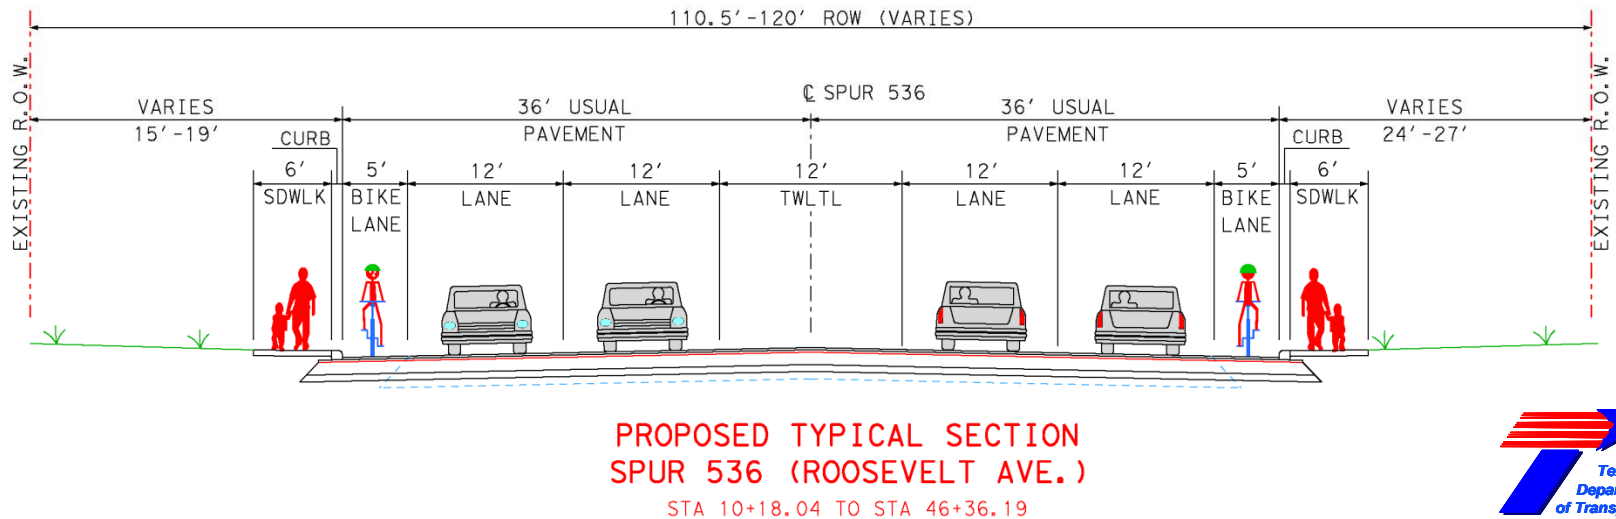 110.5'-120' ROW (VARIES)
EXISTING R.O.W.
EXISTING R.O.W.
℄ SPUR 536
VARIES
36' USUAL
36' USUAL
VARIES
15'-19'
PAVEMENT
PAVEMENT
24'-27'
CURB
CURB
6'
5'
12'
12'
12'
12'
12'
5'
6'
SDWLK
BIKE
LANE
LANE
LANE
TWLTL
LANE
LANE
BIKE
LANE
SDWLK
PROPOSED TYPICAL SECTION
SPUR 536 (ROOSEVELT AVE.)
STA 10+18.04 TO STA 46+36.19
of